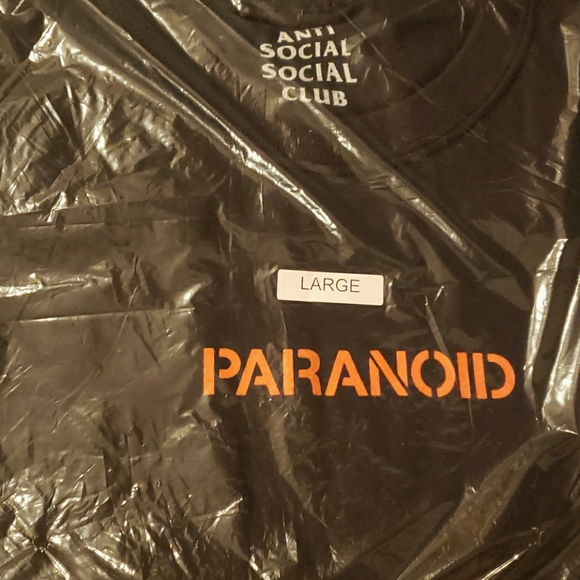 ANTI
SOCIAL
SOCIAL
CLUB
LARGE
PARANOID